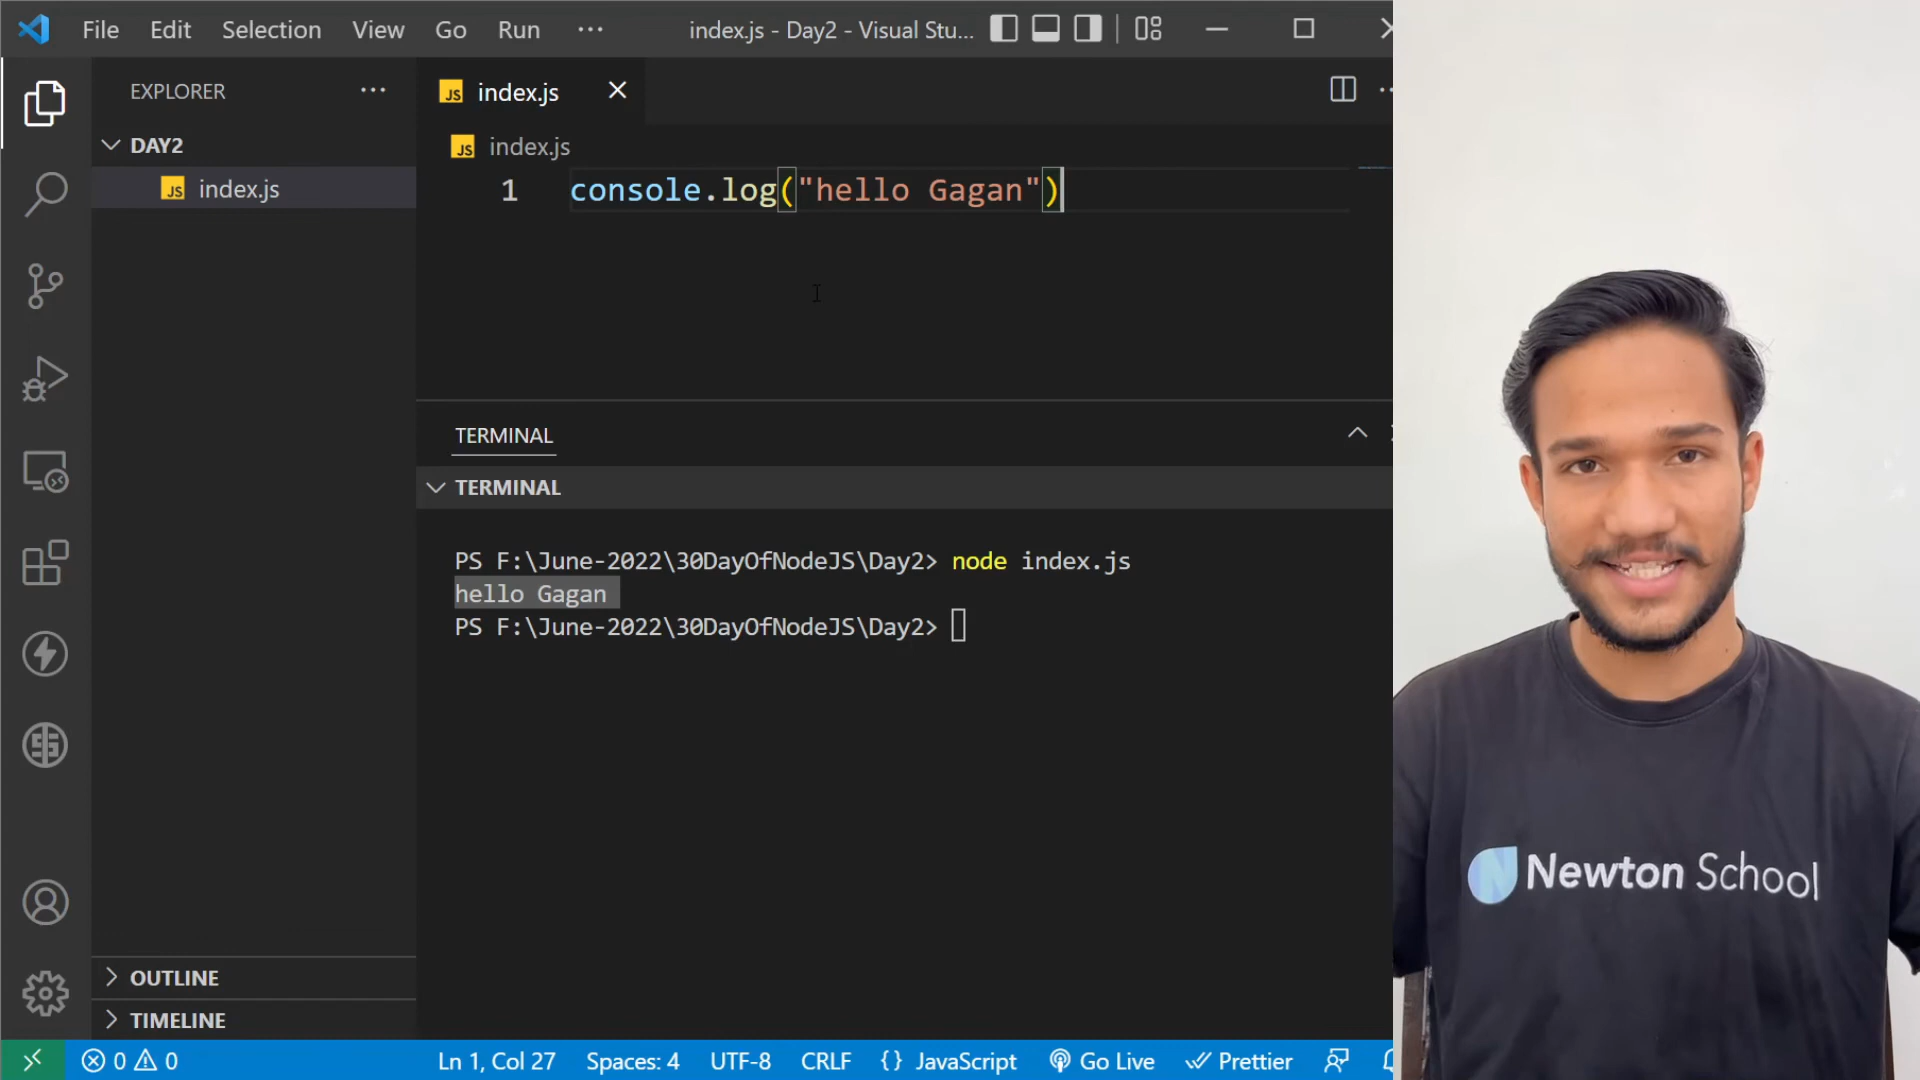 File Edit Selection View Go Run ··· index.js - Day2 - Visual Stu...
EXPLORER ···
JS index.js
DAY2
JS index.js
JS index.js
1 console.log("hello Gagan")
TERMINAL
TERMINAL
PS F:\June-2022\30DayOfNodeJS\Day2> node index.js
hello Gagan
PS F:\June-2022\30DayOfNodeJS\Day2>
Newton School
OUTLINE
TIMELINE
0 0 Ln 1, Col 27 Spaces: 4 UTF-8 CRLF {} JavaScript Go Live Prettier